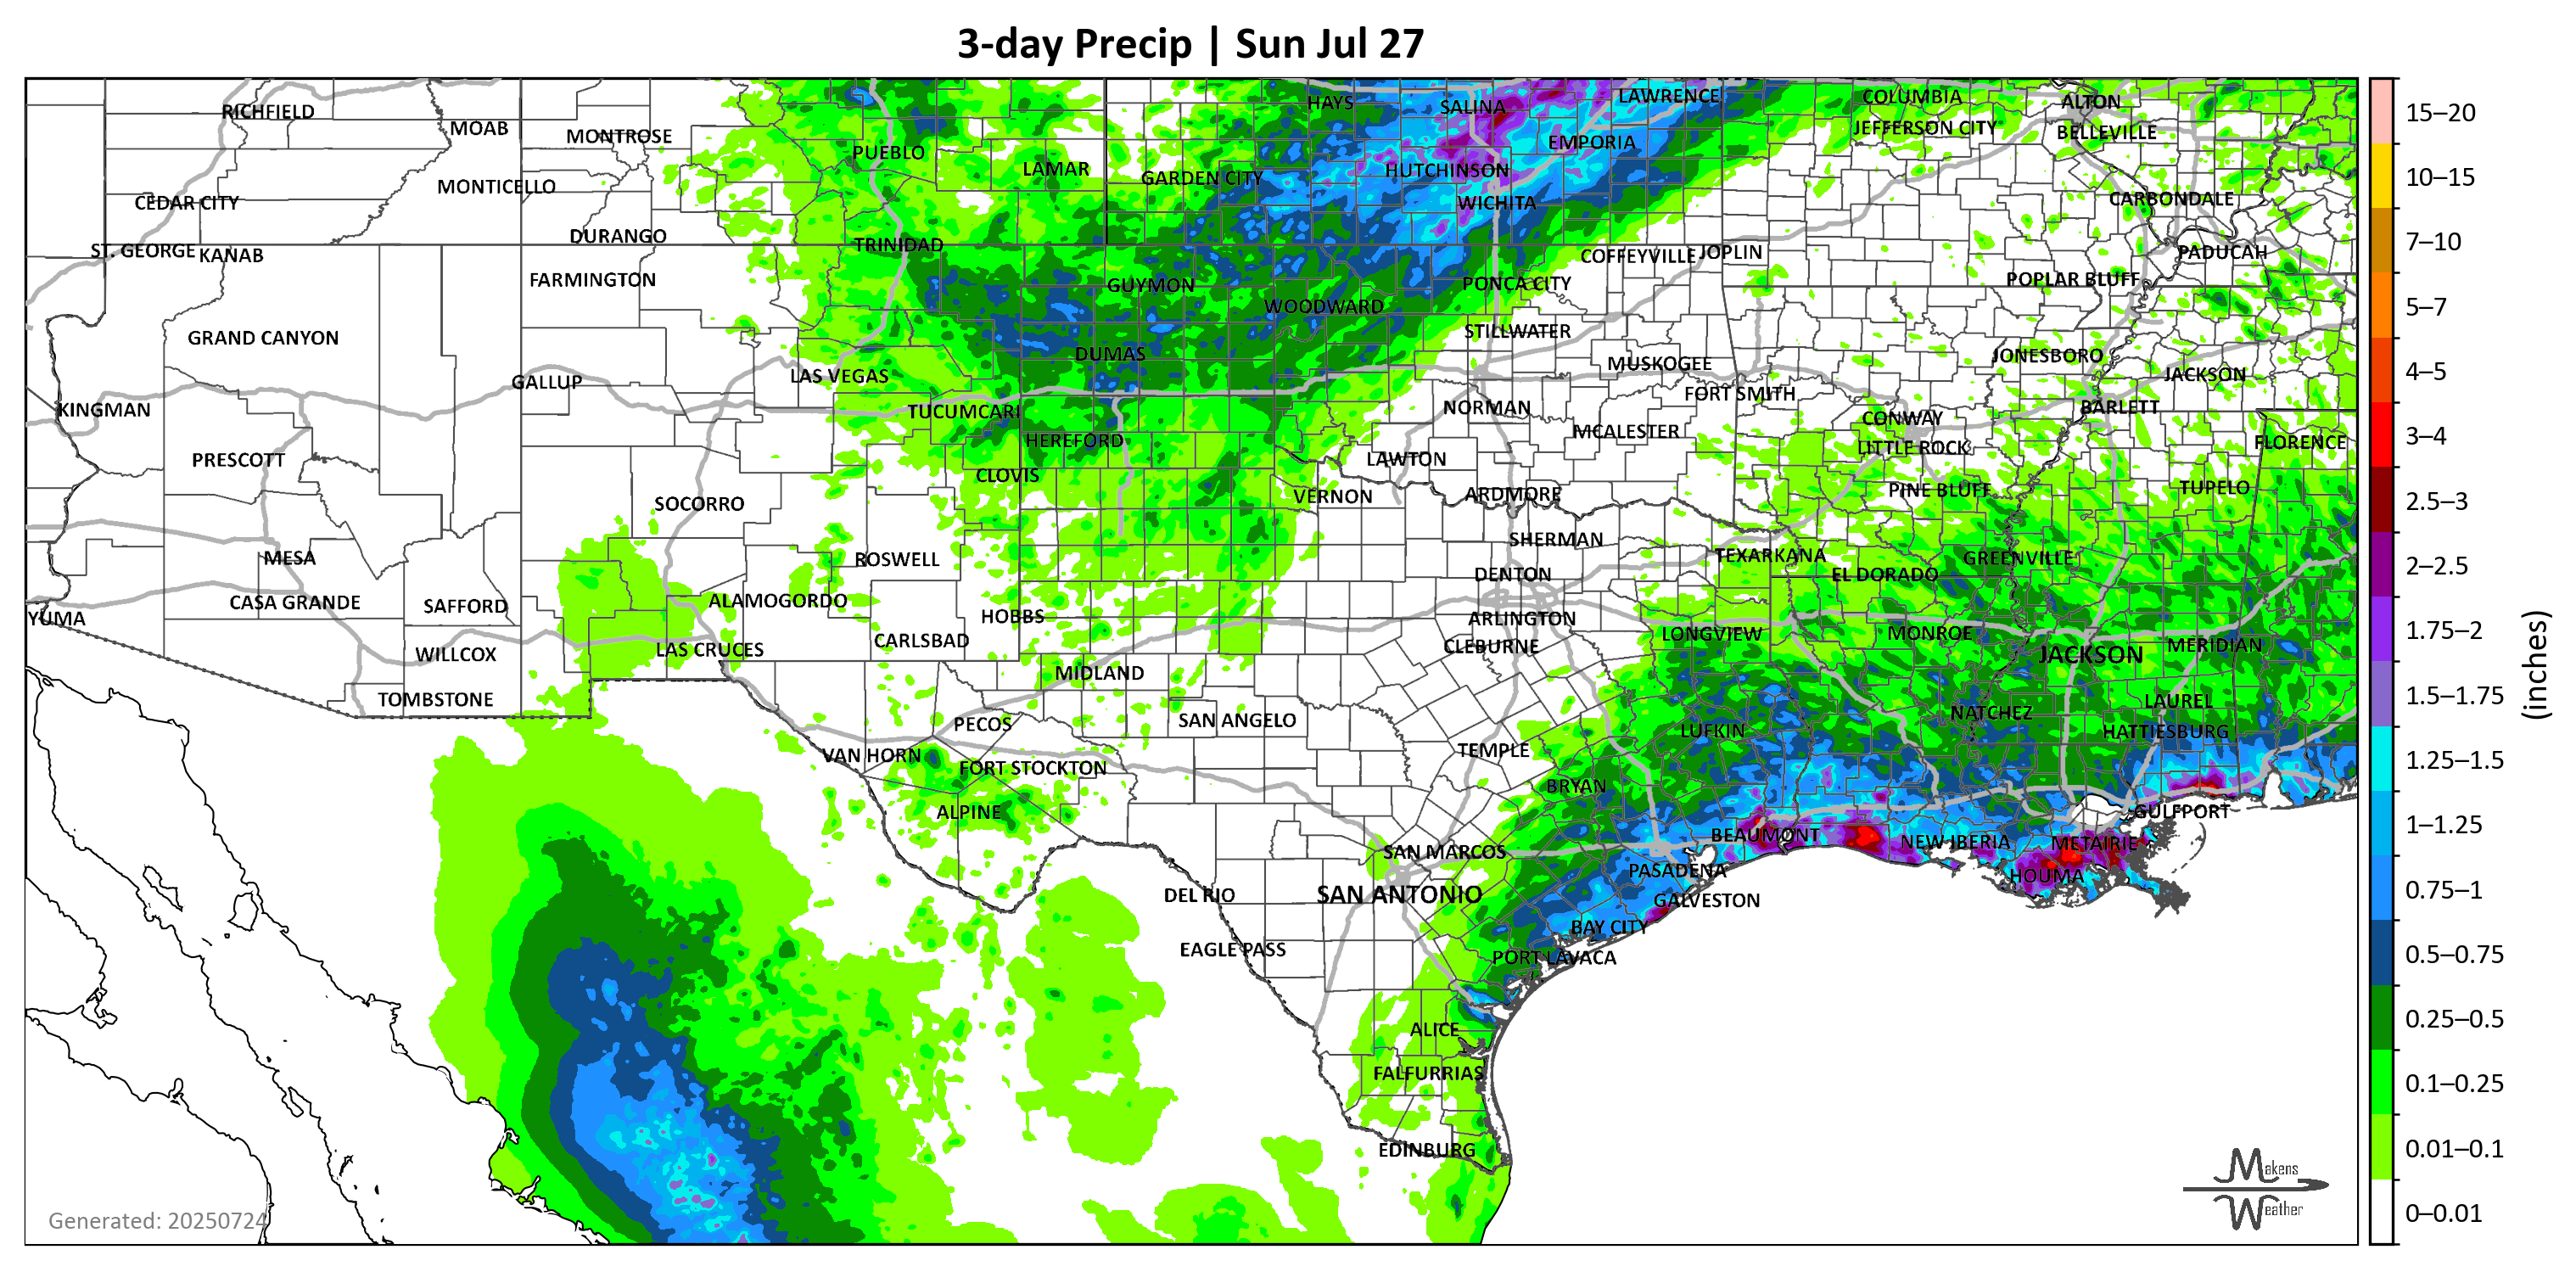 3-day Precip | Sun Jul 27
RICHFIELD
MOAB
MONTROSE
PUEBLO
LAMAR
HAYS
SALINA
LAWRENCE
COLUMBIA
ALTON
JEFFERSON CITY
BELLEVILLE
EMPORIA
HUTCHINSON
GARDEN CITY
MONTICELLO
CEDAR CITY
WICHITA
CARBONDALE
DURANGO
TRINIDAD
ST. GEORGE
KANAB
COFFEYVILLE
JOPLIN
PADUCAH
FARMINGTON
GUYMON
PONCA CITY
POPLAR BLUFF
WOODWARD
GRAND CANYON
STILLWATER
DUMAS
JONESBORO
MUSKOGEE
JACKSON
GALLUP
LAS VEGAS
FORT SMITH
KINGMAN
TUCUMCARI
NORMAN
BARLETT
CONWAY
HEREFORD
MCALESTER
FLORENCE
LITTLE ROCK
PRESCOTT
LAWTON
CLOVIS
VERNON
ARDMORE
PINE BLUFF
TUPELO
SOCORRO
SHERMAN
MESA
ROSWELL
TEXARKANA
GREENVILLE
DENTON
EL DORADO
CASA GRANDE
SAFFORD
ALAMOGORDO
HOBBS
YUMA
ARLINGTON
CARLSBAD
LONGVIEW
MONROE
CLEBURNE
MERIDIAN
WILLCOX
LAS CRUCES
JACKSON
MIDLAND
TOMBSTONE
LAUREL
PECOS
SAN ANGELO
NATCHEZ
LUFKIN
HATTIESBURG
VAN HORN
FORT STOCKTON
TEMPLE
BRYAN
ALPINE
GULFPORT
BEAUMONT
NEW IBERIA
METAIRIE
SAN MARCOS
PASADENA
HOUMA
DEL RIO
SAN ANTONIO
GALVESTON
BAY CITY
EAGLE PASS
PORT LAVACA
ALICE
FALFURRIAS
EDINBURG
Generated: 20250724
Makens
Weather
15–20
10–15
7–10
5–7
4–5
3–4
2.5–3
2–2.5
1.75–2
1.5–1.75
1.25–1.5
1–1.25
0.75–1
0.5–0.75
0.25–0.5
0.1–0.25
0.01–0.1
0–0.01
(inches)